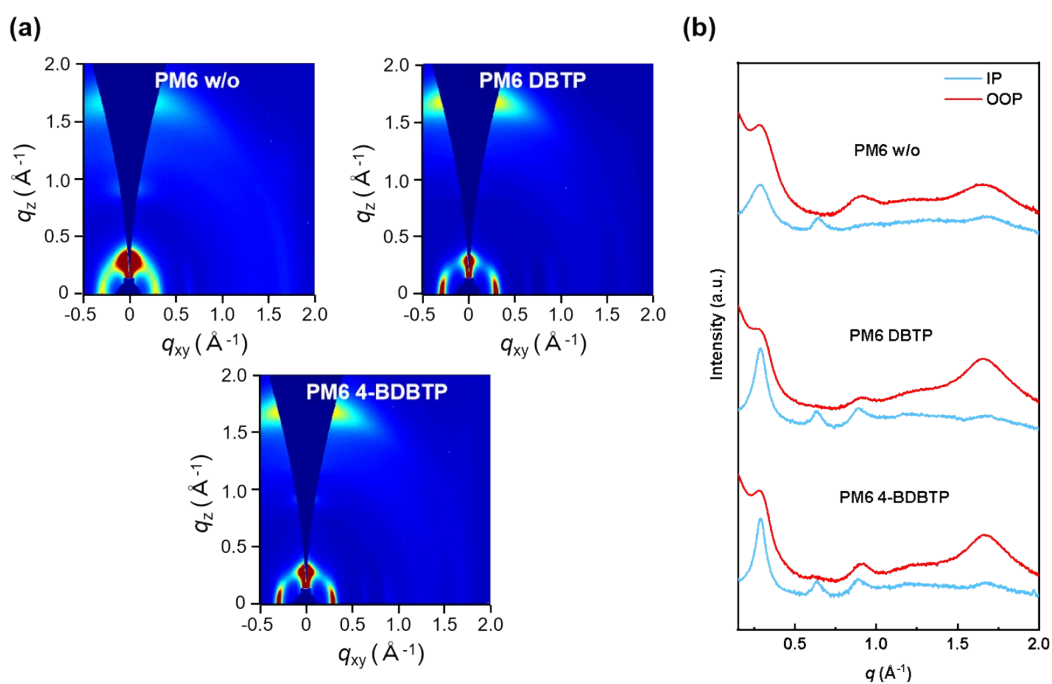 (a)
PM6 w/o
2.0
1.5
1.0
0.5
0
qz ( Å-1)
-0.5 0 0.5 1.0 1.5 2.0
qxy ( Å-1)
PM6 DBTP
2.0
1.5
1.0
0.5
0
qz ( Å-1)
-0.5 0 0.5 1.0 1.5 2.0
qxy ( Å-1)
PM6 4-BDBTP
2.0
1.5
1.0
0.5
0
qz ( Å-1)
-0.5 0 0.5 1.0 1.5 2.0
qxy ( Å-1)
(b)
IP
OOP
PM6 w/o
PM6 DBTP
PM6 4-BDBTP
Intensity (a.u.)
0.5 1.0 1.5 2.0
q (Å-1)